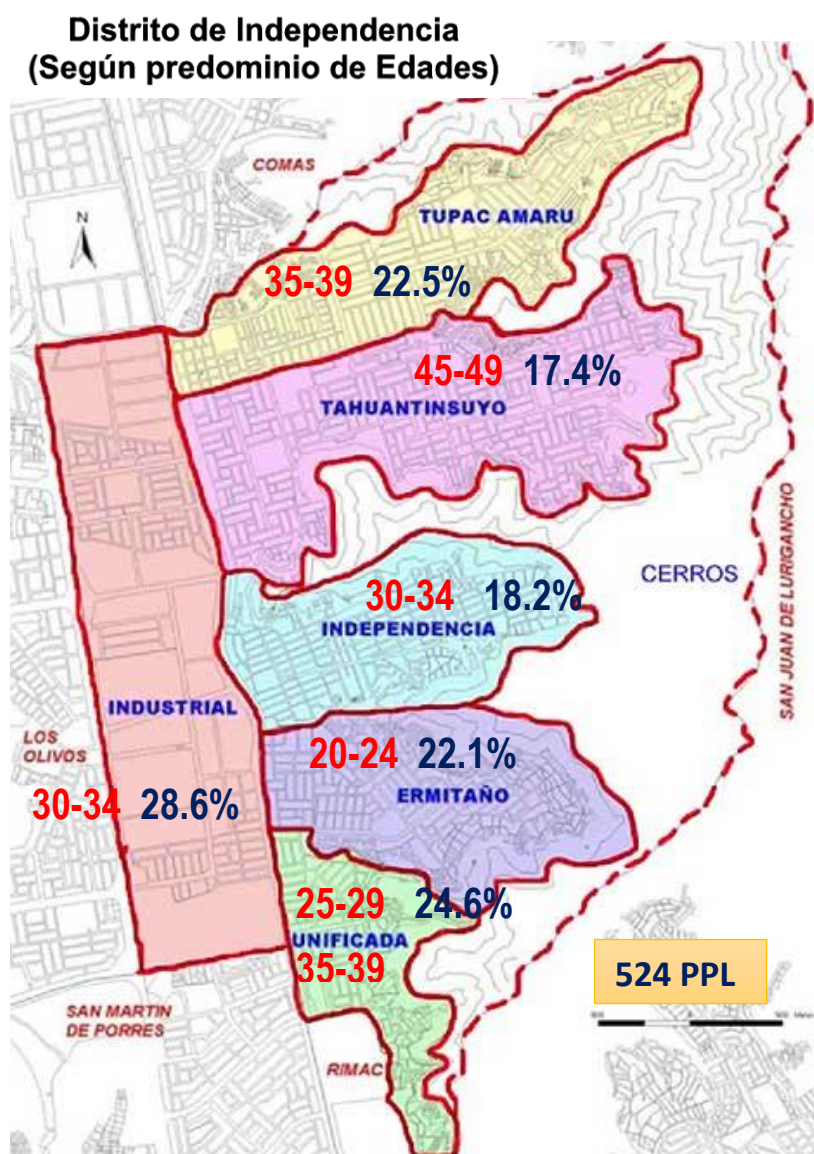 Distrito de Independencia
(Según predominio de Edades)
COMAS
N
TUPAC AMARU
35-39 22.5%
45-49 17.4%
TAHUANTINSUYO
SAN JUAN DE LURIGANCHO
CERROS
30-34 18.2%
INDEPENDENCIA
INDUSTRIAL
LOS
OLIVOS
20-24 22.1%
ERMITAÑO
30-34 28.6%
25-29 24.6%
UNIFICADA
35-39
524 PPL
SAN MARTIN
DE PORRES
RIMAC